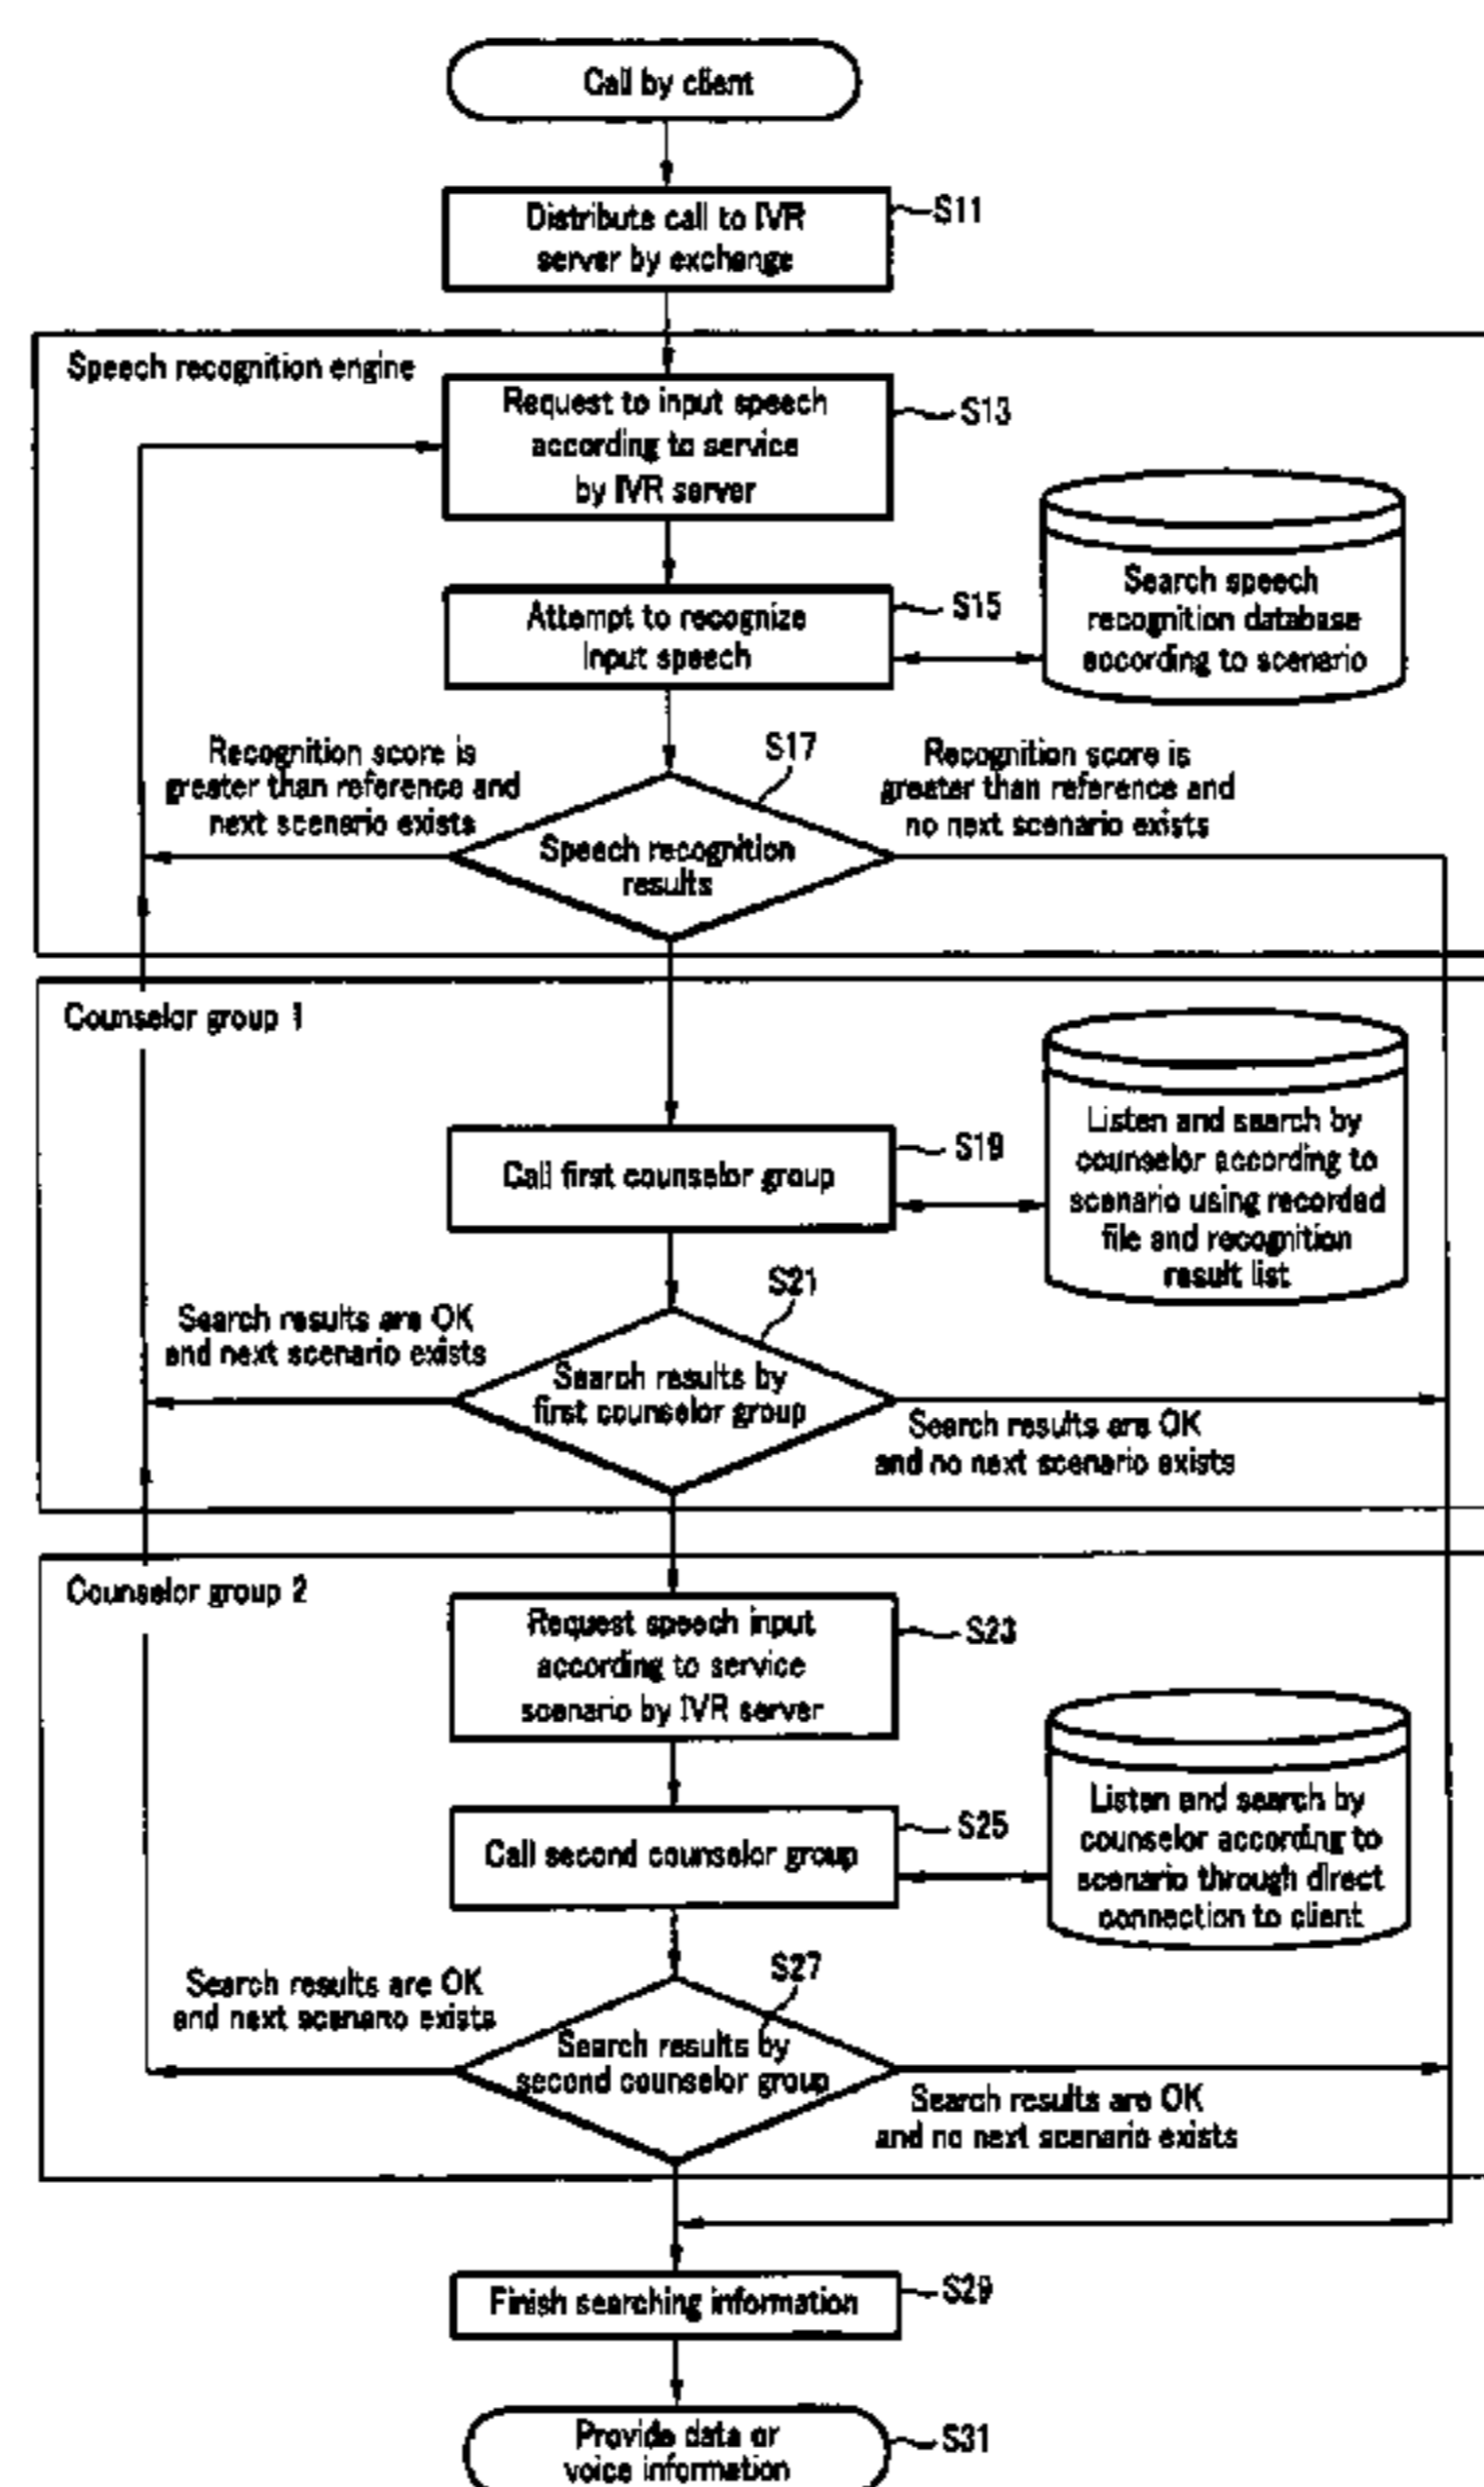 Call by client
Distribute call to IVR
server by exchange
S11
Speech recognition engine
Request to input speech
according to service
by IVR server
S13
Attempt to recognize
input speech
S15
Search speech
recognition database
according to scenario
Recognition score is
greater than reference and
next scenario exists
S17
Recognition score is
greater than reference and
no next scenario exists
Speech recognition
results
Counselor group 1
Call first counselor group
S19
Listen and search by
counselor according to
scenario using recorded
file and recognition
result list
S21
Search results are OK
and next scenario exists
Search results by
first counselor group
Search results are OK
and no next scenario exists
Counselor group 2
Request speech input
according to service
scenario by IVR server
S23
Call second counselor group
S25
Listen and search by
counselor according to
scenario through direct
connection to client
S27
Search results are OK
and next scenario exists
Search results by
second counselor group
Search results are OK
and no next scenario exists
Finish searching information
S29
Provide data or
voice information
S31